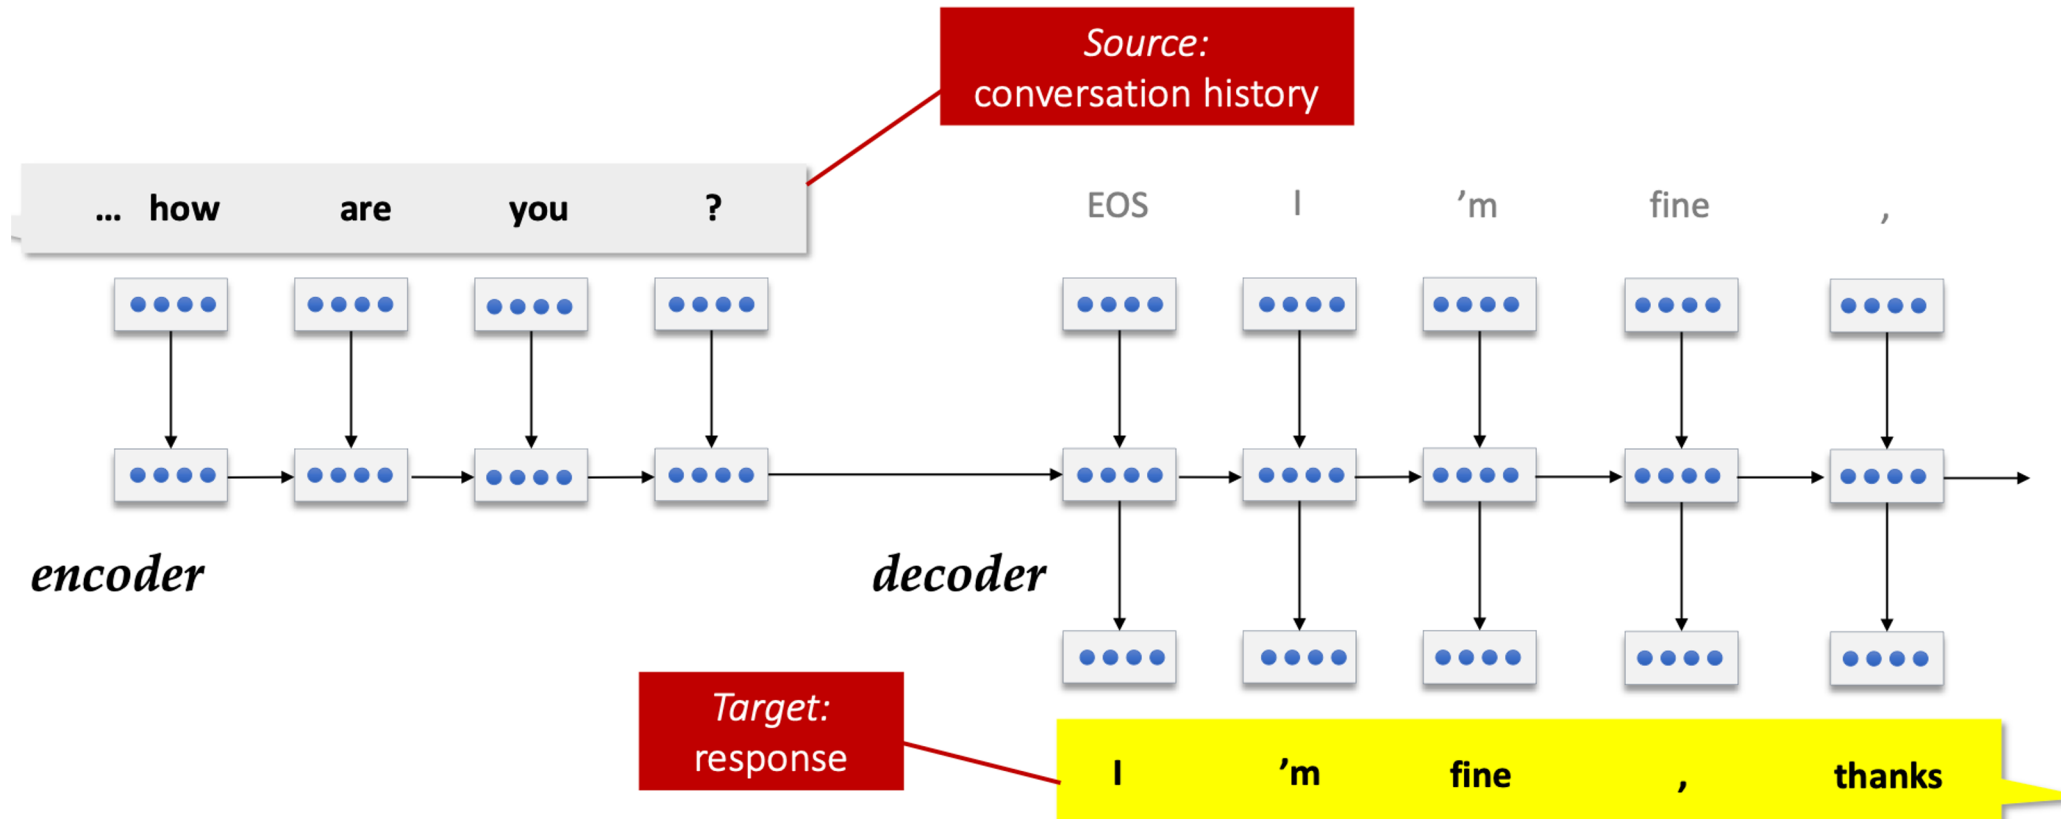 Source:
conversation history
... how are you ?
EOS I ’m fine ,
encoder
decoder
Target:
response
I ’m fine , thanks